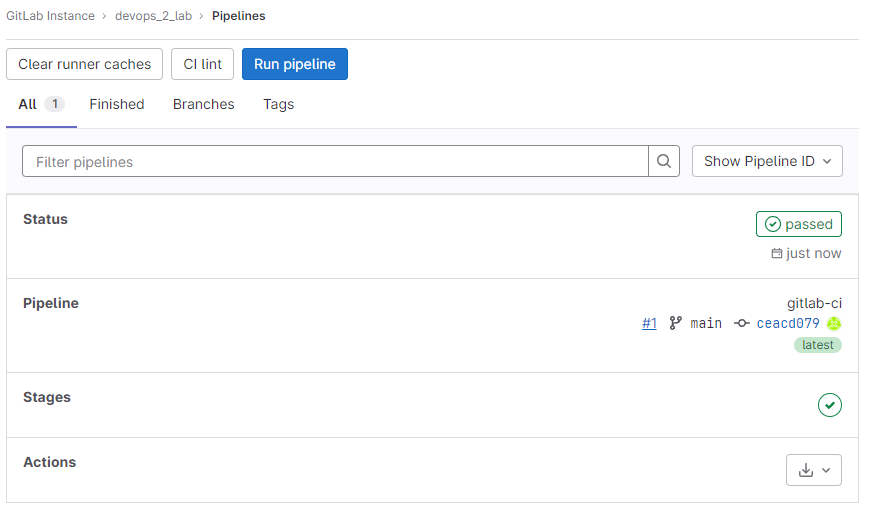 GitLab Instance › devops_2_lab › Pipelines
Clear runner caches CI lint Run pipeline
All 1 Finished Branches Tags
Filter pipelines Show Pipeline ID
Status passed
just now
Pipeline gitlab-ci
#1 main ceacd079
latest
Stages
Actions